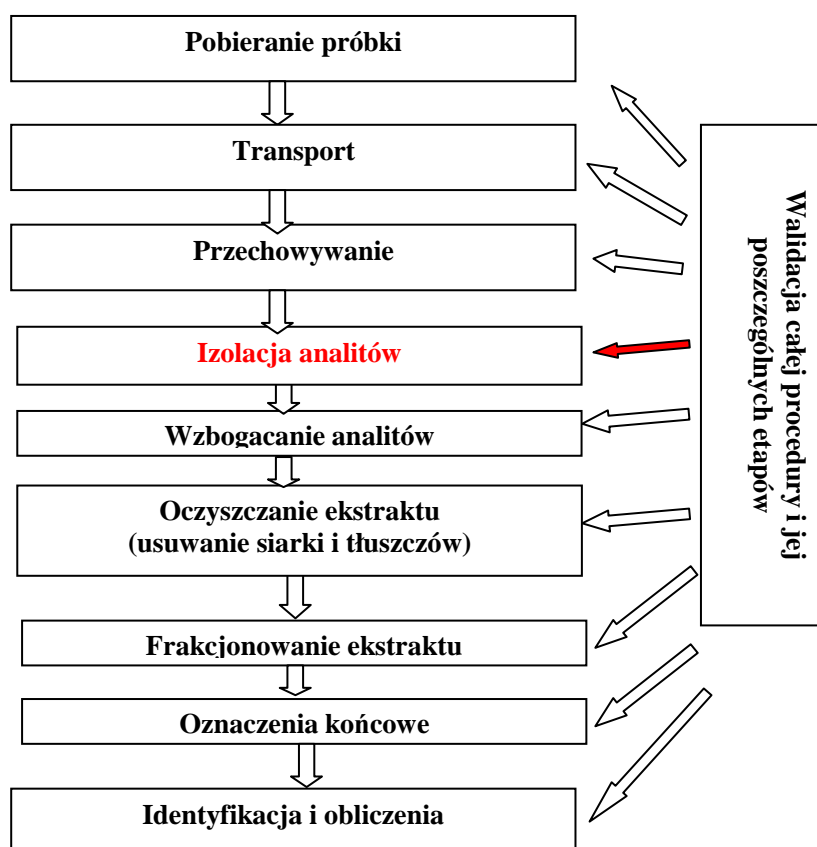 Pobieranie próbki
Transport
Przechowywanie
Izolacja analitów
Wzbogacanie analitów
Oczyszczanie ekstraktu
(usuwanie siarki i tłuszczów)
Frakcjonowanie ekstraktu
Oznaczenia końcowe
Identyfikacja i obliczenia
Walidacja całej procedury i jej
poszczególnych etapów